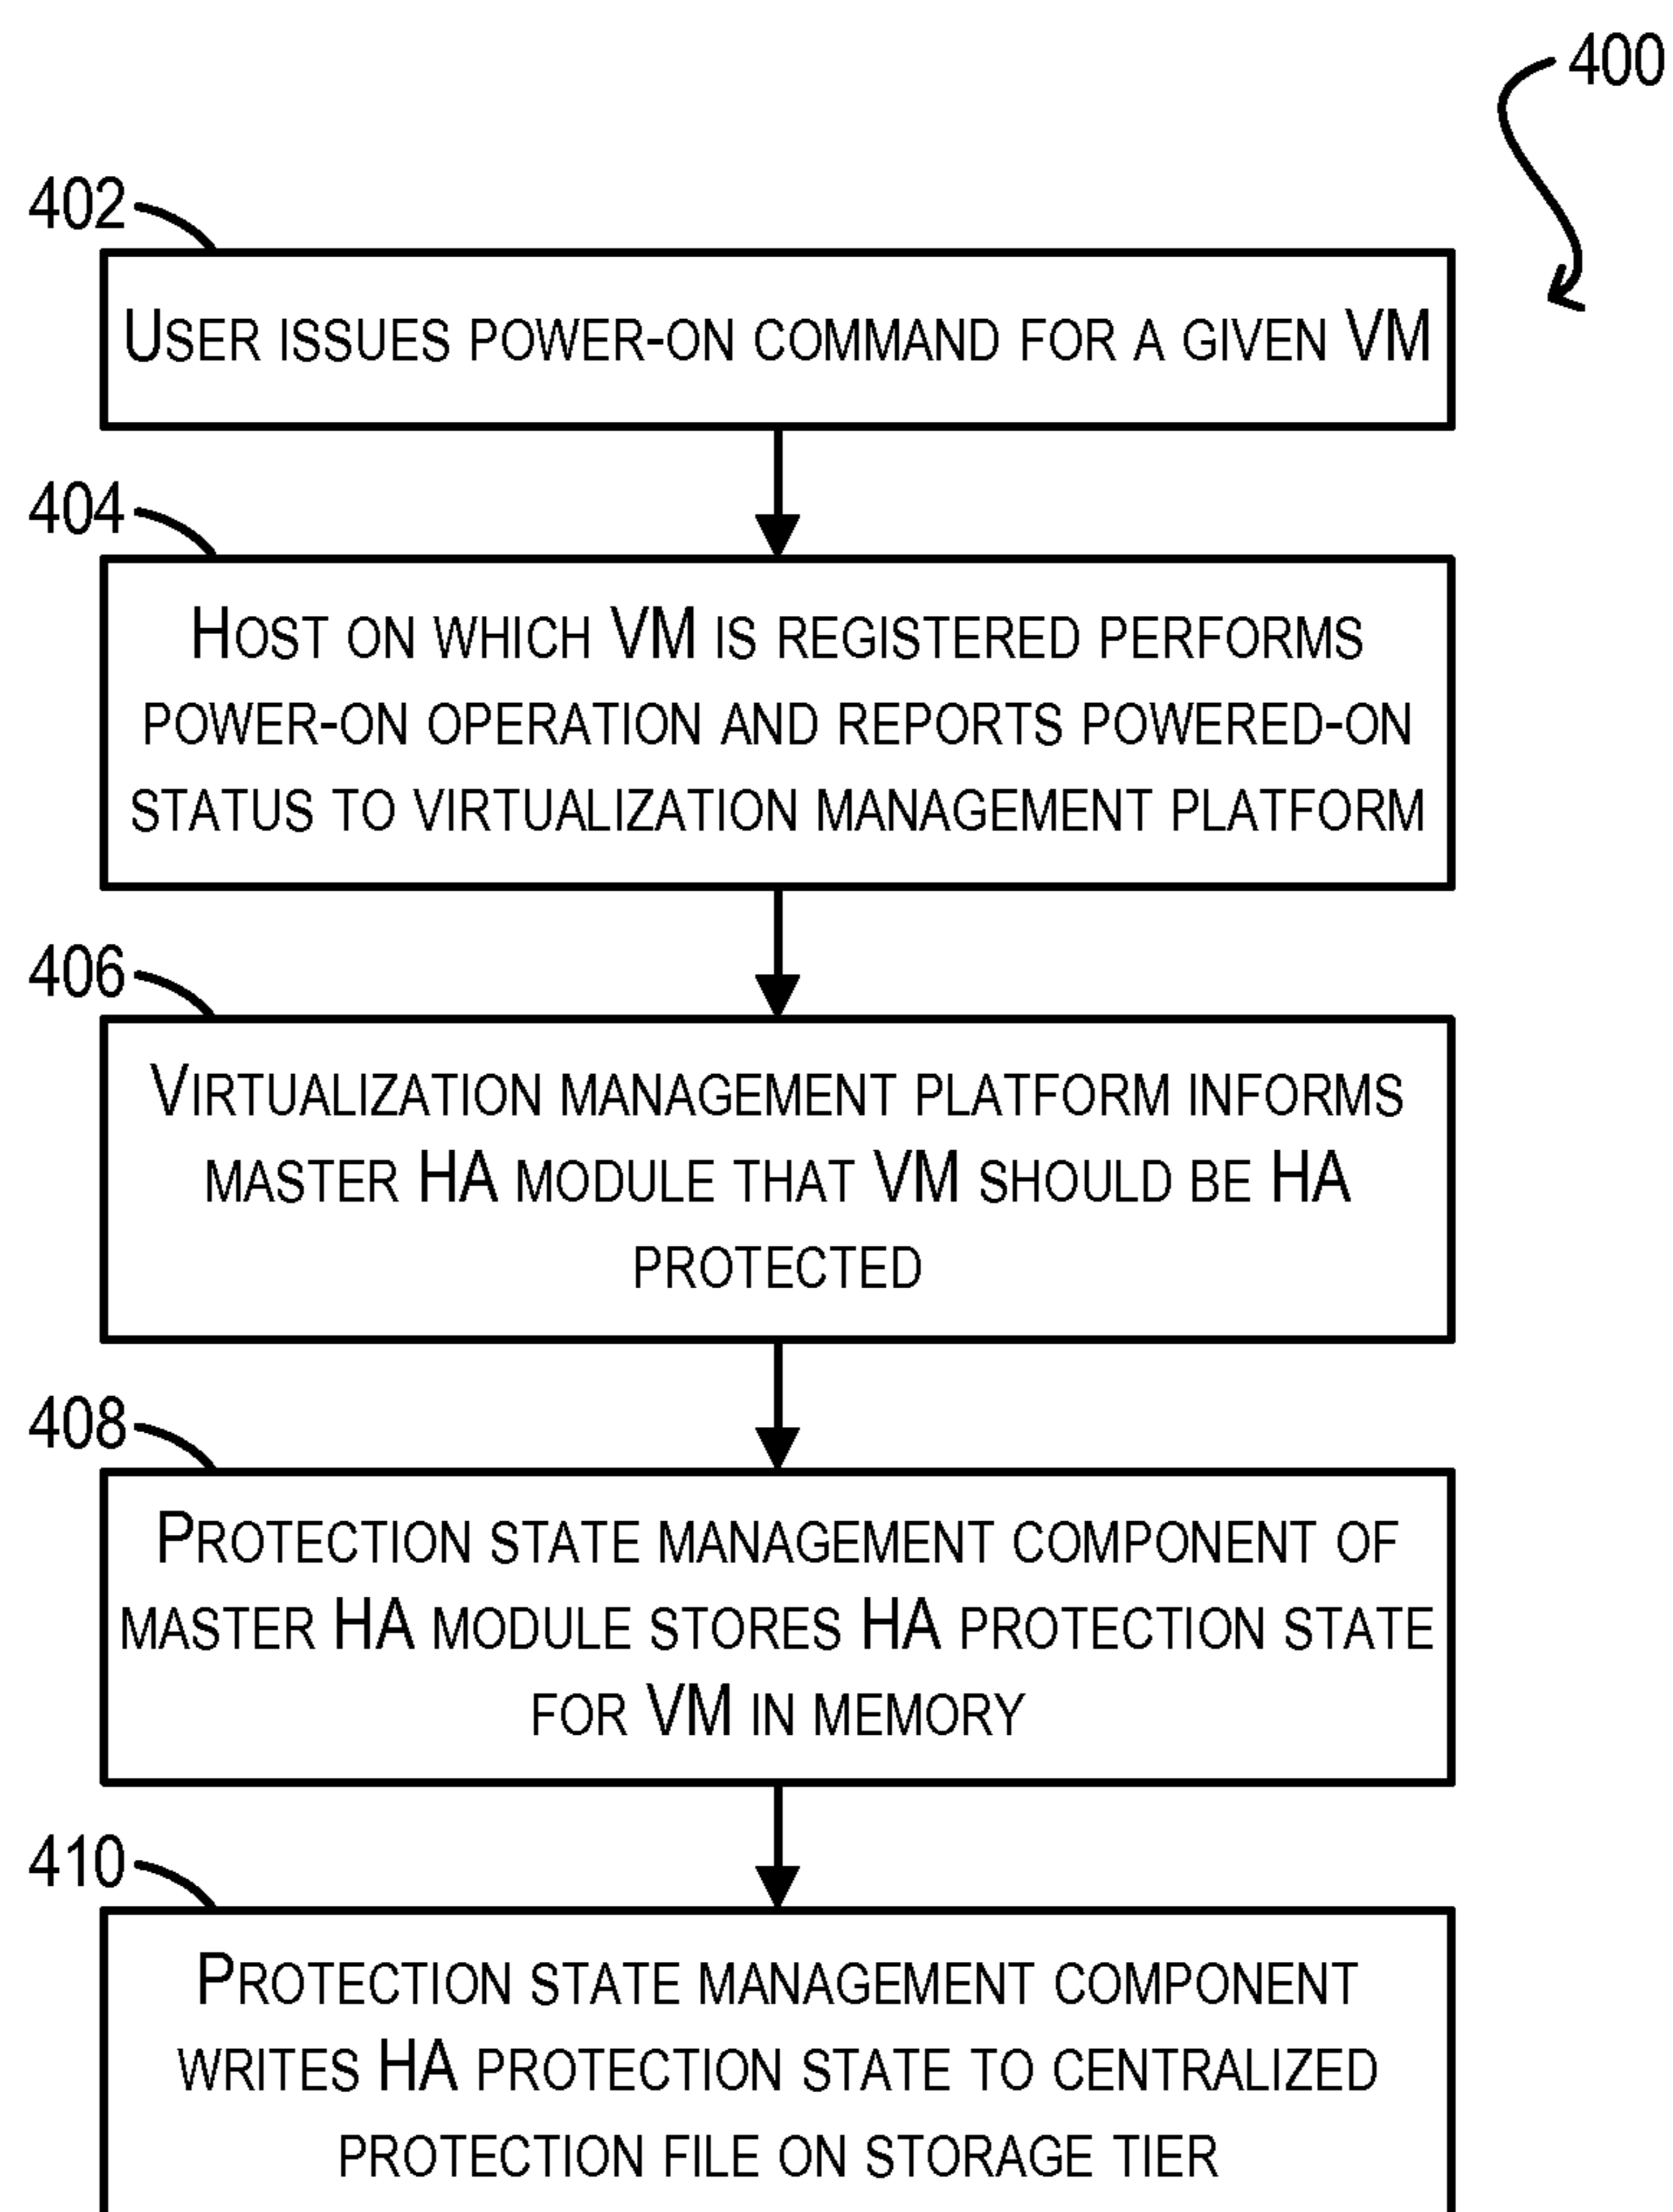 400
402
User issues power-on command for a given VM
404
Host on which VM is registered performs
power-on operation and reports powered-on
status to virtualization management platform
406
Virtualization management platform informs
master HA module that VM should be HA
protected
408
Protection state management component of
master HA module stores HA protection state
for VM in memory
410
Protection state management component
writes HA protection state to centralized
protection file on storage tier